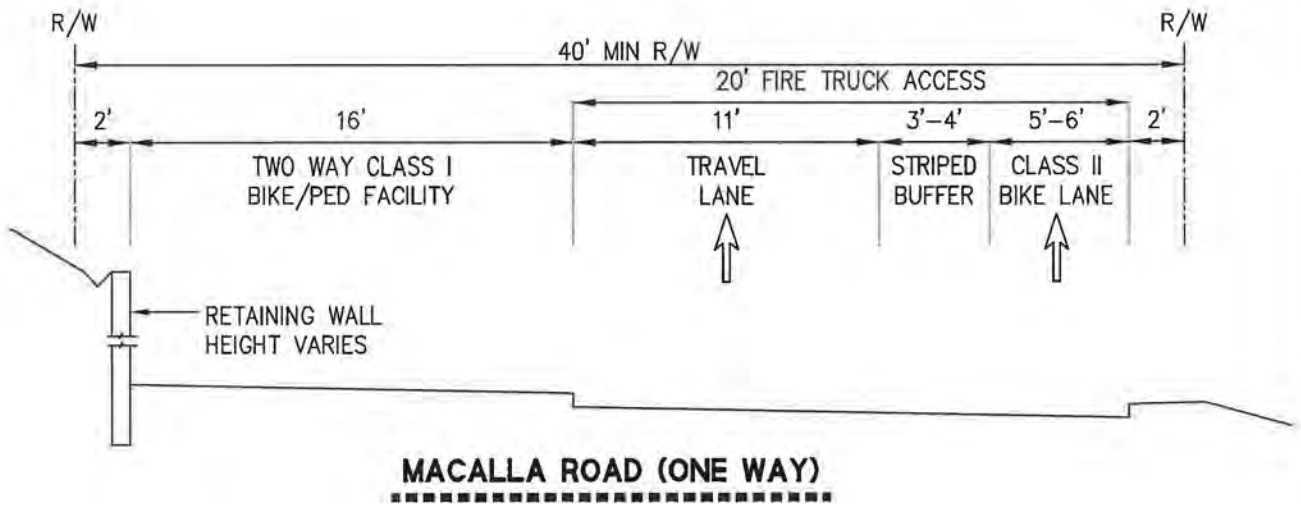 R/W
R/W
40' MIN R/W
20' FIRE TRUCK ACCESS
2'
16'
11'
3'-4'
5'-6'
2'
TWO WAY CLASS I
BIKE/PED FACILITY
TRAVEL
LANE
STRIPED
BUFFER
CLASS II
BIKE LANE
RETAINING WALL
HEIGHT VARIES
MACALLA ROAD (ONE WAY)